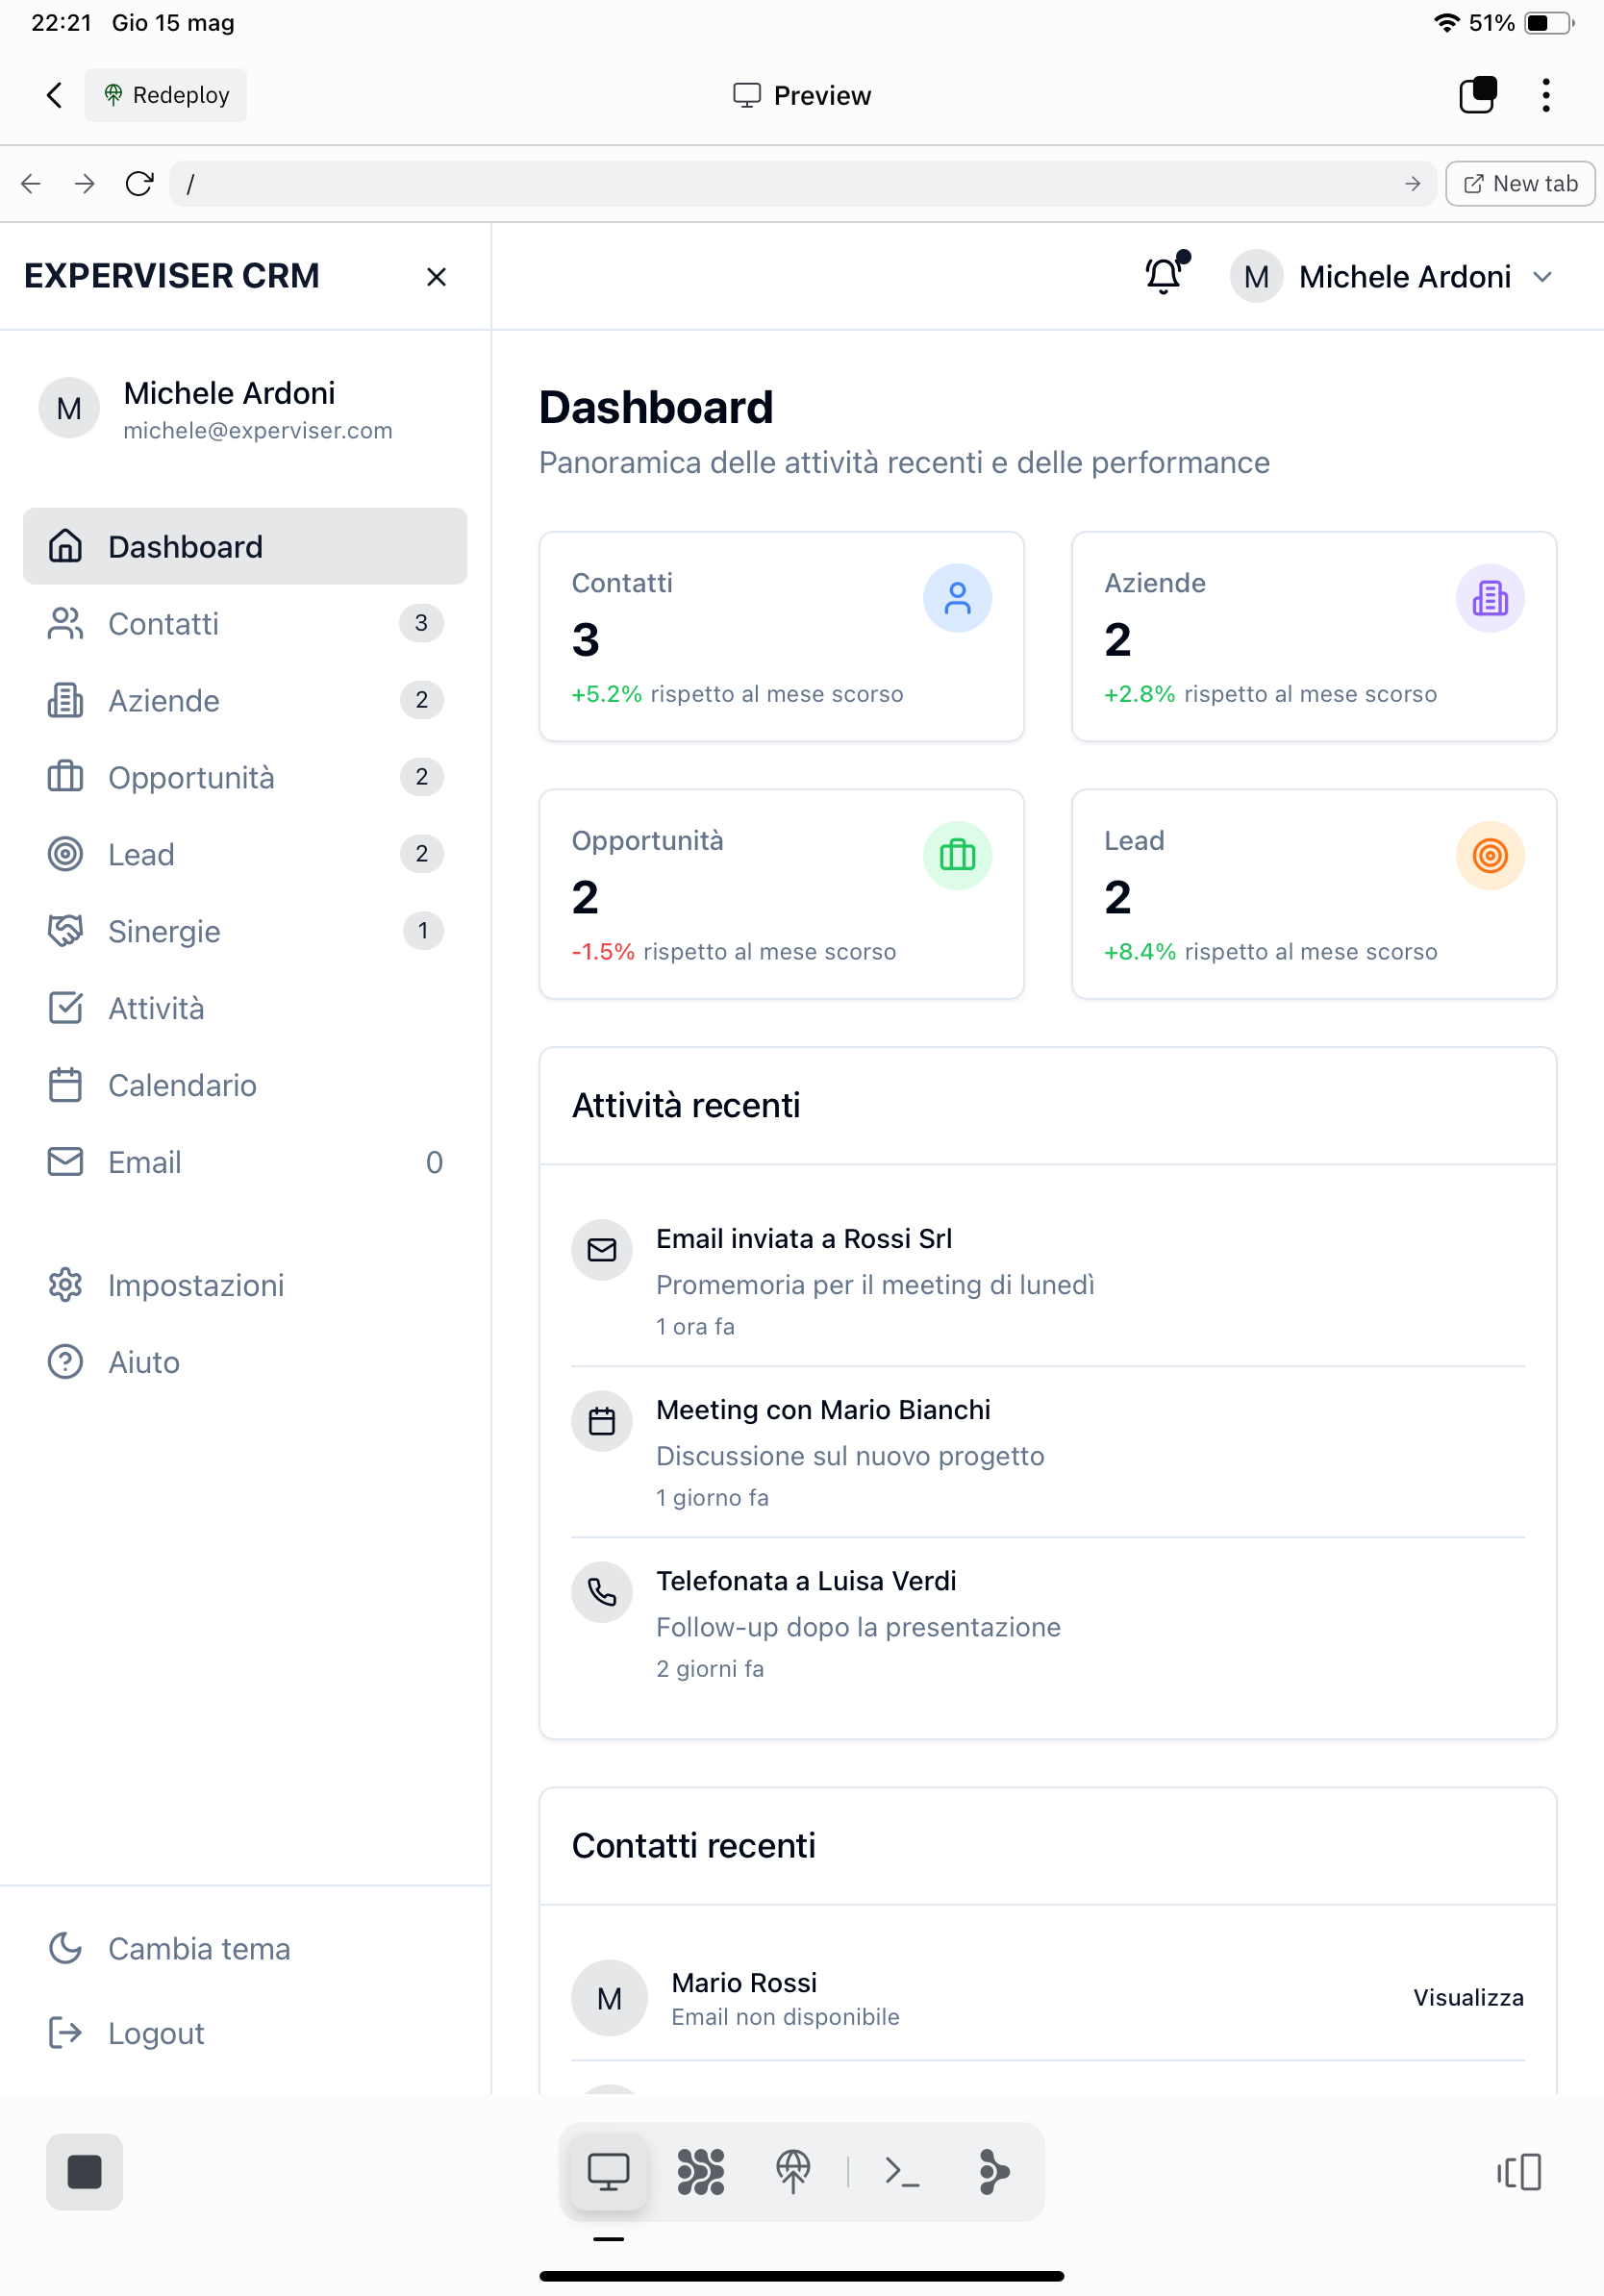 22:21 Gio 15 mag 51%
Redeploy
Preview
/
New tab
EXPERVISER CRM
M Michele Ardoni
M
Michele Ardoni
michele@experviser.com
Dashboard
Contatti 3
Aziende 2
Opportunità 2
Lead 2
Sinergie 1
Attività
Calendario
Email 0
Impostazioni
Aiuto
Cambia tema
Logout
Dashboard
Panoramica delle attività recenti e delle performance
Contatti
3
+5.2% rispetto al mese scorso
Aziende
2
+2.8% rispetto al mese scorso
Opportunità
2
-1.5% rispetto al mese scorso
Lead
2
+8.4% rispetto al mese scorso
Attività recenti
Email inviata a Rossi Srl
Promemoria per il meeting di lunedì
1 ora fa
Meeting con Mario Bianchi
Discussione sul nuovo progetto
1 giorno fa
Telefonata a Luisa Verdi
Follow-up dopo la presentazione
2 giorni fa
Contatti recenti
M
Mario Rossi
Email non disponibile
Visualizza